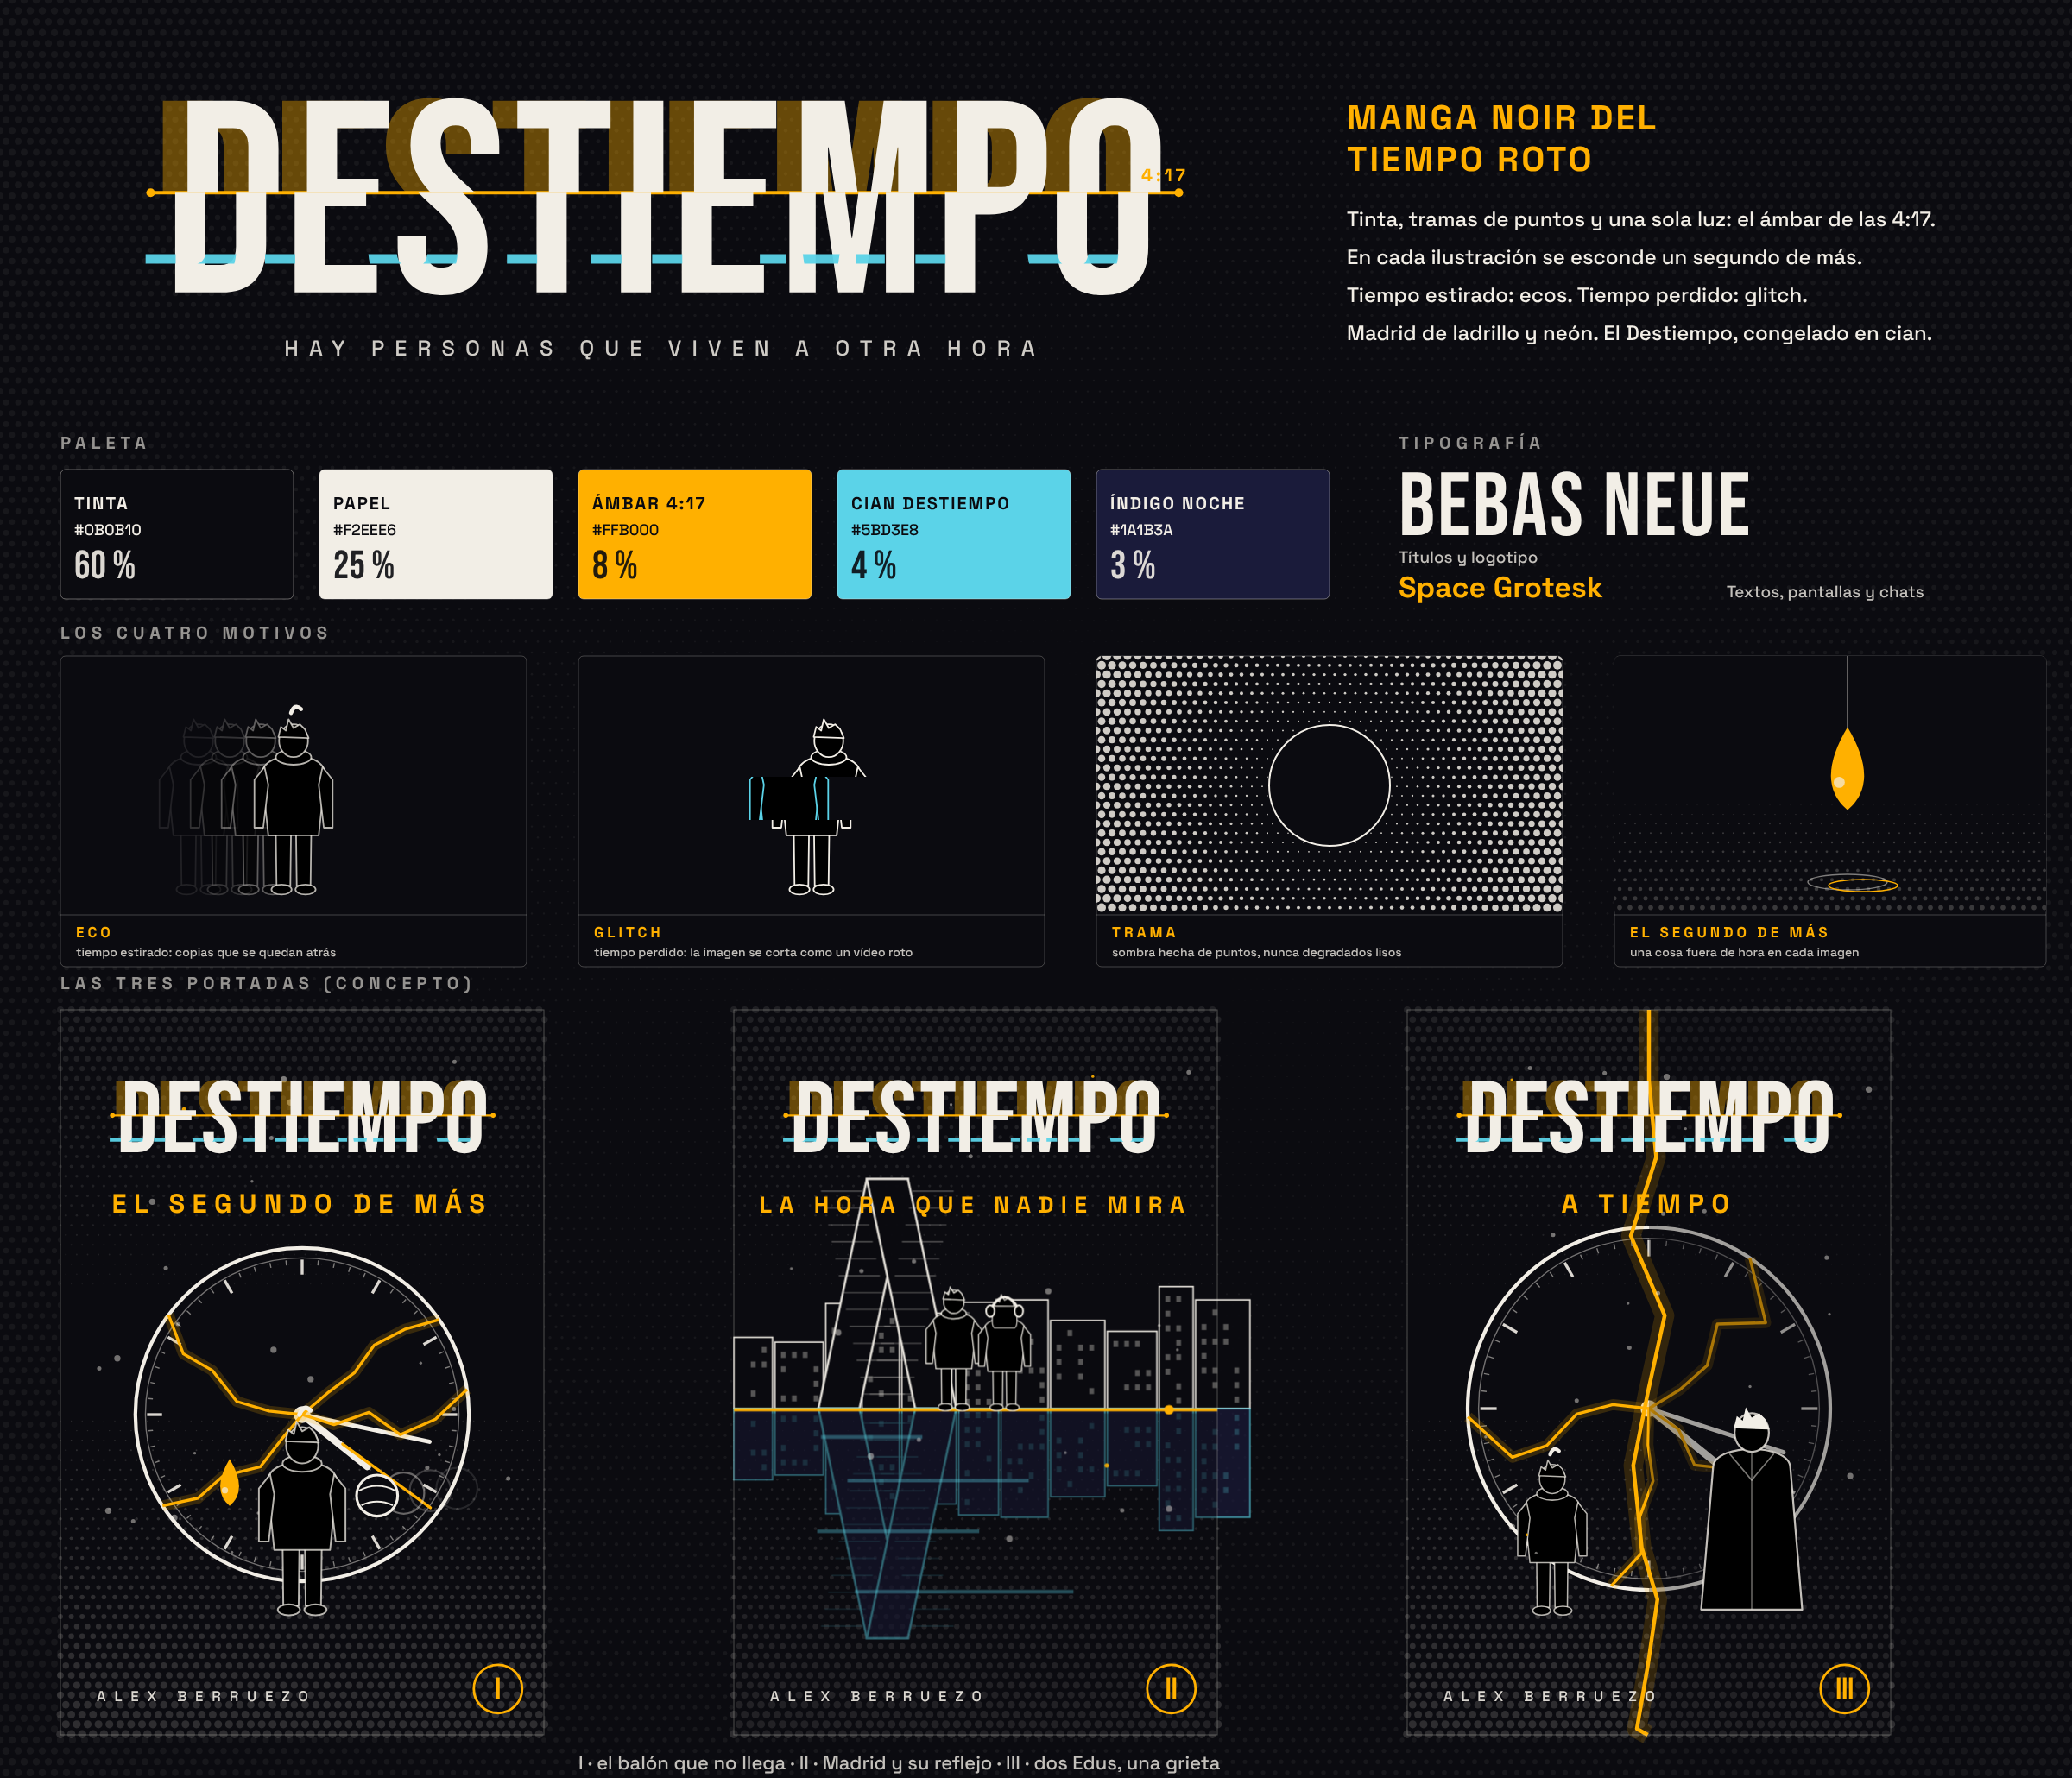 DESTIEMPO
4:17
HAY PERSONAS QUE VIVEN A OTRA HORA
MANGA NOIR DEL
TIEMPO ROTO
Tinta, tramas de puntos y una sola luz: el ámbar de las 4:17.
En cada ilustración se esconde un segundo de más.
Tiempo estirado: ecos. Tiempo perdido: glitch.
Madrid de ladrillo y neón. El Destiempo, congelado en cian.
PALETA
TINTA
#0B0B10
60 %
PAPEL
#F2EEE6
25 %
ÁMBAR 4:17
#FFB000
8 %
CIAN DESTIEMPO
#5BD3E8
4 %
ÍNDIGO NOCHE
#1A1B3A
3 %
TIPOGRAFÍA
BEBAS NEUE
Títulos y logotipo
Space Grotesk
Textos, pantallas y chats
LOS CUATRO MOTIVOS
ECO
tiempo estirado: copias que se quedan atrás
GLITCH
tiempo perdido: la imagen se corta como un vídeo roto
TRAMA
sombra hecha de puntos, nunca degradados lisos
EL SEGUNDO DE MÁS
una cosa fuera de hora en cada imagen
LAS TRES PORTADAS (CONCEPTO)
DESTIEMPO
EL SEGUNDO DE MÁS
ALEX BERRUEZO
I
DESTIEMPO
LA HORA QUE NADIE MIRA
ALEX BERRUEZO
II
DESTIEMPO
A TIEMPO
ALEX BERRUEZO
III
I · el balón que no llega · II · Madrid y su reflejo · III · dos Edus, una grieta